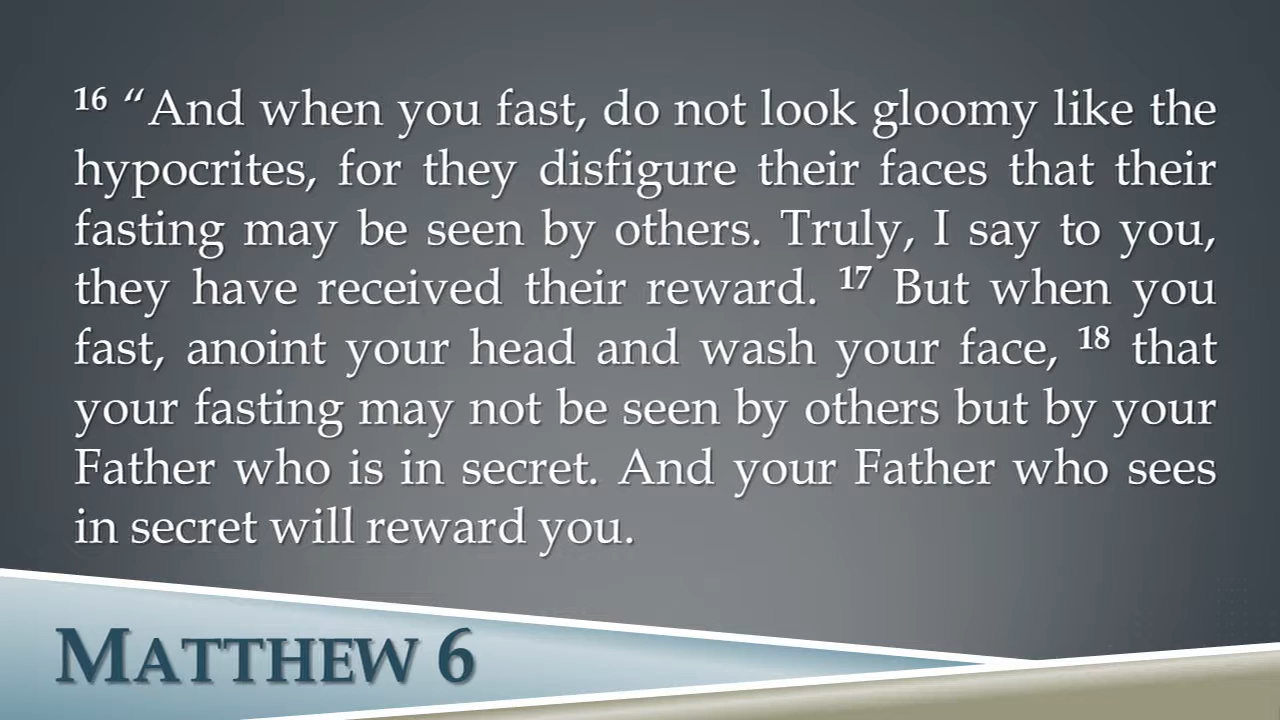 16 “And when you fast, do not look gloomy like the
hypocrites, for they disfigure their faces that their
fasting may be seen by others. Truly, I say to you,
they have received their reward. 17 But when you
fast, anoint your head and wash your face, 18 that
your fasting may not be seen by others but by your
Father who is in secret. And your Father who sees
in secret will reward you.
MATTHEW 6